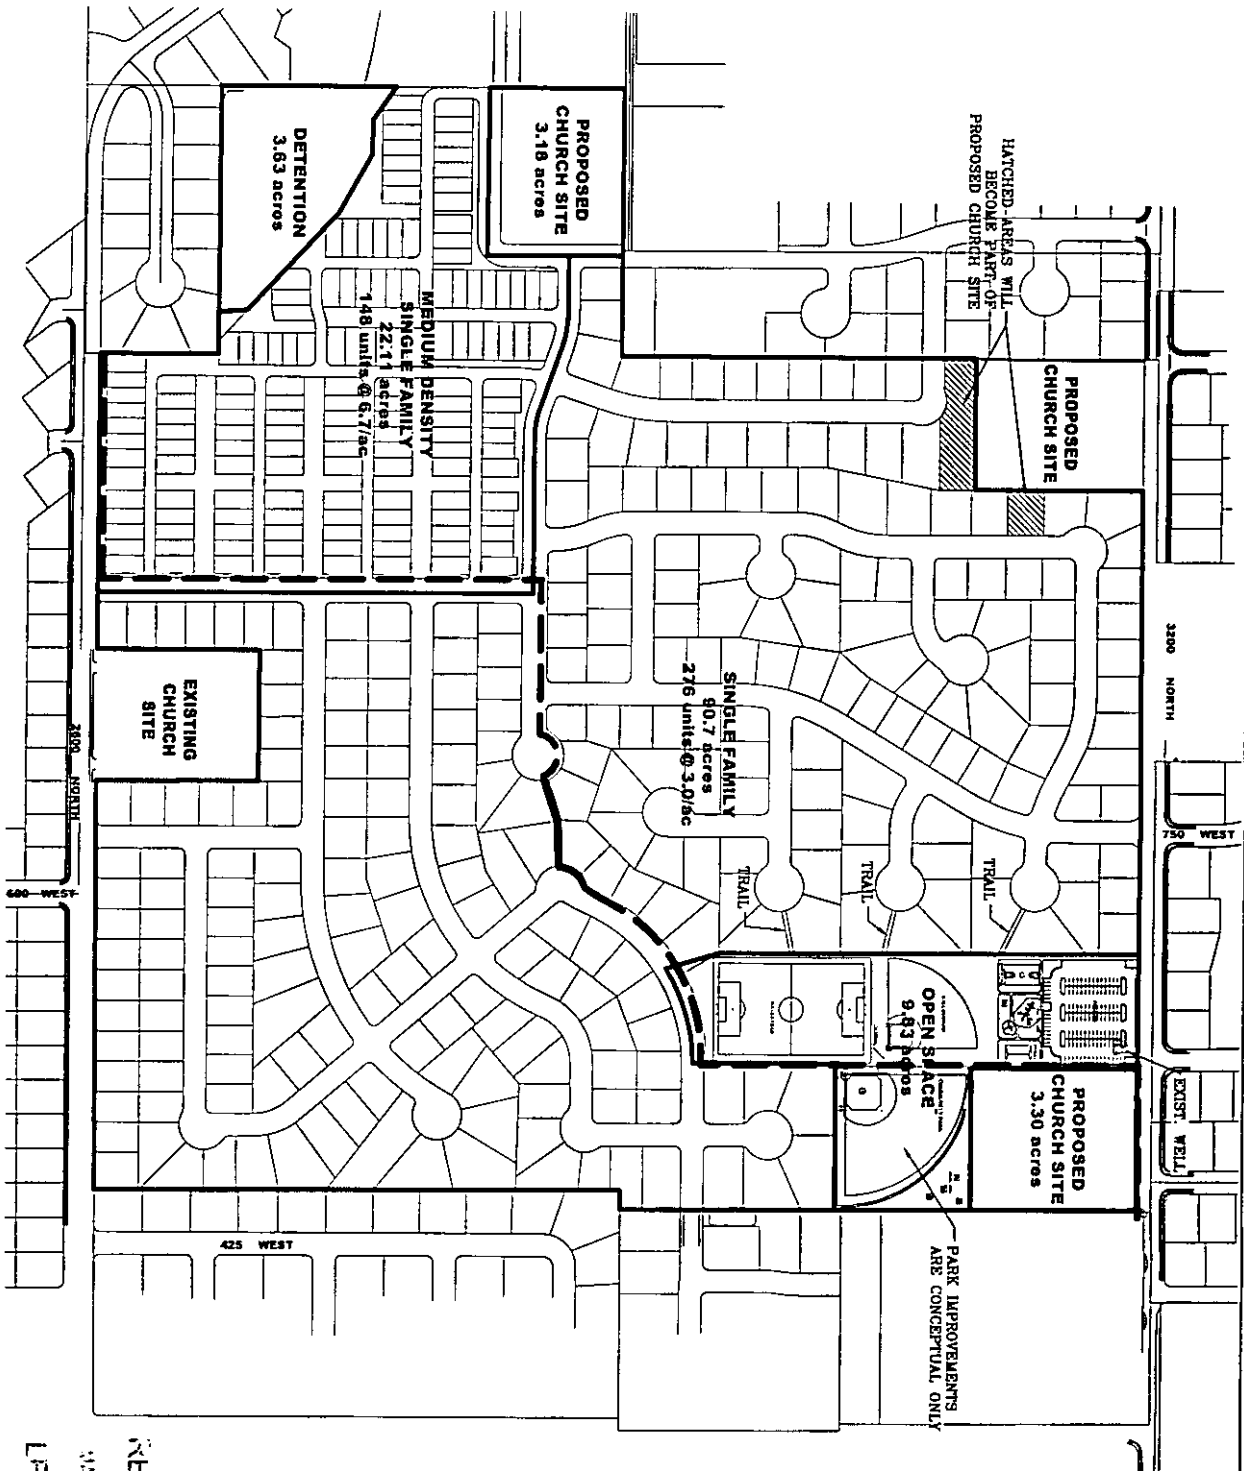 HATCHED AREAS WILL
BECOME PART OF
PROPOSED CHURCH SITE
PROPOSED
CHURCH SITE
3.18 acres
DETENTION
3.63 acres
MEDIUM DENSITY
SINGLE FAMILY
22.11 acres
148 units @ 6.7/ac
PROPOSED
CHURCH SITE
3200 NORTH
SINGLE FAMILY
90.7 acres
276 units @ 3.0/ac
EXISTING
CHURCH
SITE
2600 NORTH
600 WEST
750 WEST
TRAIL
TRAIL
TRAIL
OPEN SPACE
9.83 acres
PROPOSED
CHURCH SITE
3.30 acres
EXIST. WELL
PARK IMPROVEMENTS
ARE CONCEPTUAL ONLY
425 WEST